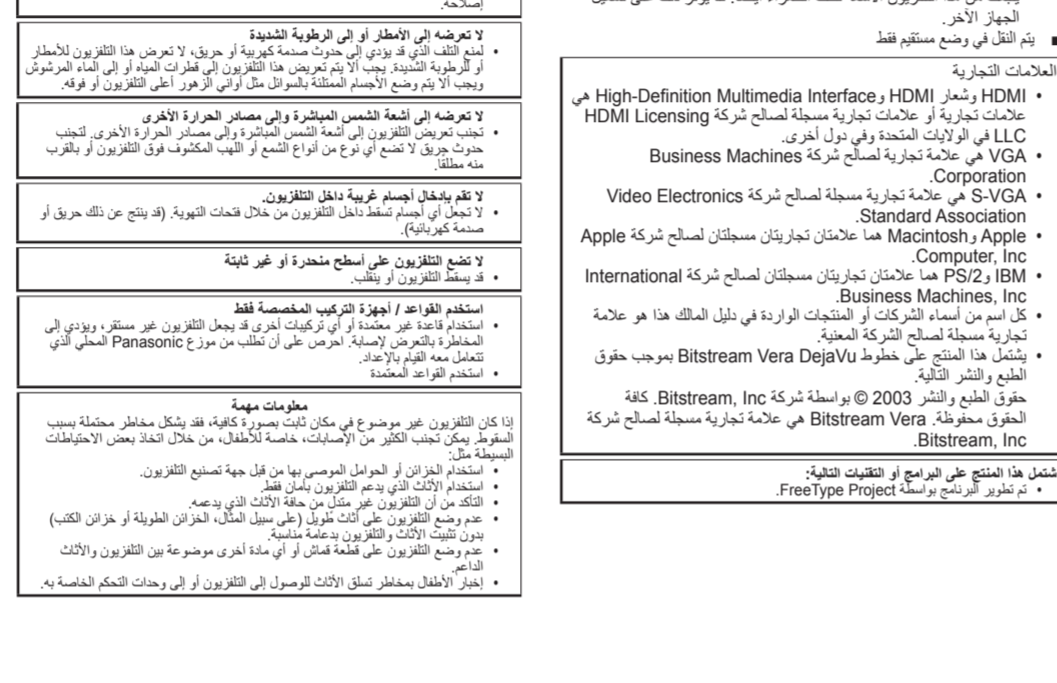 الجهاز الآخر.
■ يتم النقل في وضع مستقيم فقط
العلامات التجارية
• HDMI وشعار HDMI وHigh-Definition Multimedia Interface هي
علامات تجارية أو علامات تجارية مسجلة لصالح شركة HDMI Licensing
LLC في الولايات المتحدة وفي دول أخرى.
• VGA هي علامة تجارية لصالح شركة Business Machines
Corporation.
• S-VGA هي علامة تجارية مسجلة لصالح شركة Video Electronics
Standard Association.
• Apple وMacintosh هما علامتان تجاريتان مسجلتان لصالح شركة Apple
Computer, Inc.
• IBM وPS/2 هما علامتان تجاريتان مسجلتان لصالح شركة International
Business Machines, Inc.
• كل اسم من أسماء الشركات أو المنتجات الواردة في دليل المالك هذا هو علامة
تجارية مسجلة لصالح الشركة المعنية.
• يشتمل هذا المنتج على خطوط Bitstream Vera DejaVu بموجب حقوق
الطبع والنشر التالية.
حقوق الطبع والنشر 2003 © بواسطة شركة Bitstream, Inc. كافة
الحقوق محفوظة. Bitstream Vera هي علامة تجارية مسجلة لصالح شركة
Bitstream, Inc.
شتمل هذا المنتج على البرامج أو التقنيات التالية:
• تم تطوير البرنامج بواسطة FreeType Project.
إصلاحه.
لا تعرضه إلى الأمطار أو إلى الرطوبة الشديدة
• لمنع التلف الذي قد يؤدي إلى حدوث صدمة كهربية أو حريق، لا تعرض هذا التلفزيون للأمطار
أو للرطوبة الشديدة. يجب ألا يتم تعريض هذا التلفزيون إلى قطرات المياه أو إلى الماء المرشوش
ويجب ألا يتم وضع الأجسام الممتلئة بالسوائل مثل أواني الزهور أعلى التلفزيون أو فوقه.
لا تعرضه إلى أشعة الشمس المباشرة وإلى مصادر الحرارة الأخرى
• تجنب تعريض التلفزيون إلى أشعة الشمس المباشرة وإلى مصادر الحرارة الأخرى. لتجنب
حدوث حريق لا تضع أي نوع من أنواع الشمع أو اللهب المكشوف فوق التلفزيون أو بالقرب
منه مطلقًا.
لا تقم بإدخال أجسام غريبة داخل التلفزيون.
• لا تجعل أي أجسام تسقط داخل التلفزيون من خلال فتحات التهوية. (قد ينتج عن ذلك حريق أو
صدمة كهربائية).
لا تضع التلفزيون على أسطح منحدرة أو غير ثابتة
• قد يسقط التلفزيون أو ينقلب.
استخدم القواعد / أجهزة التركيب المخصصة فقط
• استخدام قاعدة غير معتمدة أو أي تركيبات أخرى قد يجعل التلفزيون غير مستقر، ويؤدي إلى
المخاطرة بالتعرض لإصابة. احرص على أن تطلب من موزع Panasonic المحلي الذي
تتعامل معه القيام بالإعداد.
• استخدم القواعد المعتمدة
معلومات مهمة
إذا كان التلفزيون غير موضوع في مكان ثابت بصورة كافية، فقد يشكل مخاطر محتملة بسبب
السقوط. يمكن تجنب الكثير من الإصابات، خاصة للأطفال، من خلال اتخاذ بعض الاحتياطات
البسيطة مثل:
• استخدام الخزائن أو الحوامل الموصى بها من قبل جهة تصنيع التلفزيون.
• استخدام الأثاث الذي يدعم التلفزيون بأمان فقط.
• التأكد من أن التلفزيون غير متدل من حافة الأثاث الذي يدعمه.
• عدم وضع التلفزيون على أثاث طويل (على سبيل المثال، الخزائن الطويلة أو خزائن الكتب)
بدون تثبيت الأثاث والتلفزيون بدعامة مناسبة.
• عدم وضع التلفزيون على قطعة قماش أو أي مادة أخرى موضوعة بين التلفزيون والأثاث
الداعم.
• إخبار الأطفال بمخاطر تسلق الأثاث للوصول إلى التلفزيون أو إلى وحدات التحكم الخاصة به.